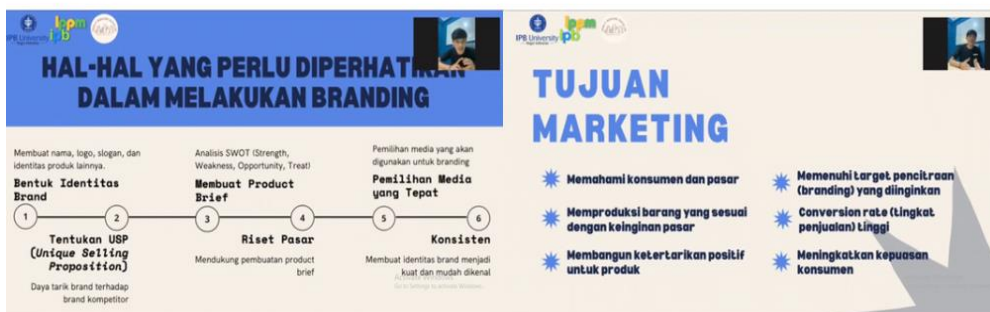 IPB University
lppm
ipb
HAL-HAL YANG PERLU DIPERHATIKAN
DALAM MELAKUKAN BRANDING
Membuat nama, logo, slogan, dan
identitas produk lainnya.
Bentuk Identitas
Brand
1
2
Tentukan USP
(Unique Selling
Proposition)
Daya tarik brand terhadap
brand kompetitor
Analisis SWOT (Strength,
Weakness, Opportunity, Treat)
Membuat Product
Brief
3
4
Riset Pasar
Mendukung pembuatan product
brief
Pemilihan media yang akan
digunakan untuk branding
Pemilihan Media
yang Tepat
5
6
Konsisten
Membuat identitas brand menjadi
kuat dan mudah dikenal
IPB University
lppm
ipb
TUJUAN
MARKETING
Memahami konsumen dan pasar
Memproduksi barang yang sesuai
dengan keinginan pasar
Membangun ketertarikan positif
untuk produk
Memenuhi target pencitraan
(branding) yang diinginkan
Conversion rate (tingkat
penjualan) tinggi
Meningkatkan kepuasan
konsumen